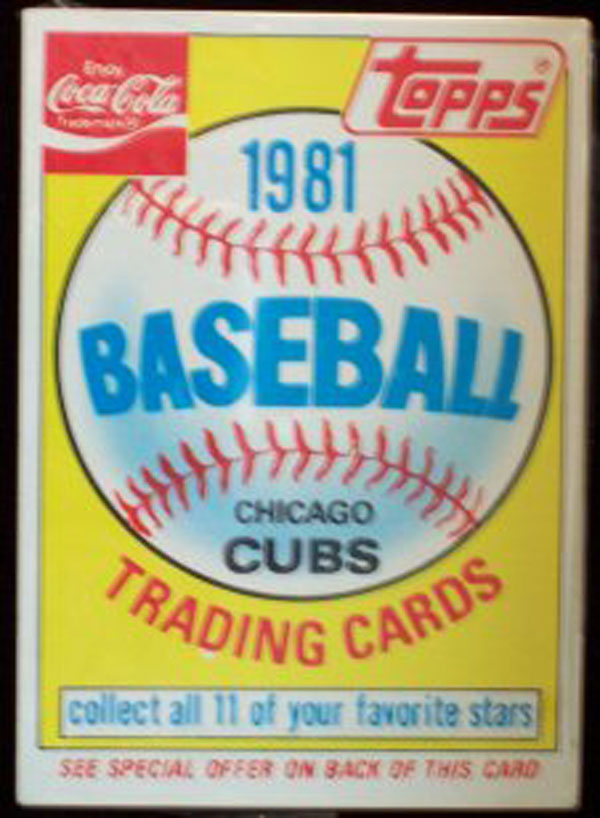 Enjoy
Coca-Cola
Trademark ®
Topps®
1981
BASEBALL
CHICAGO
CUBS
TRADING CARDS
collect all 11 of your favorite stars
SEE SPECIAL OFFER ON BACK OF THIS CARD